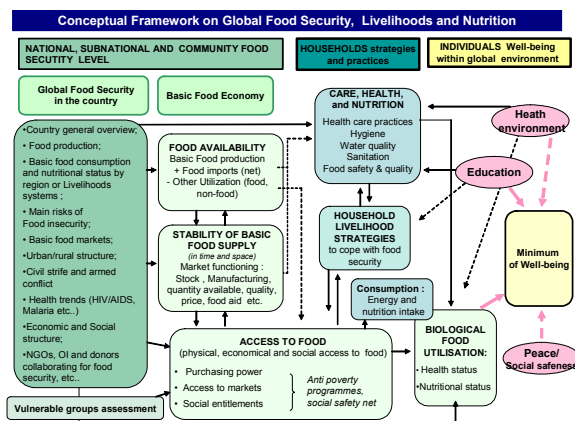 Conceptual Framework on Global Food Security, Livelihoods and Nutrition
NATIONAL, SUBNATIONAL AND COMMUNITY FOOD
SECUTITY LEVEL
HOUSEHOLDS strategies
and practices
INDIVIDUALS Well-being
within global environment
Global Food Security
in the country
Basic Food Economy
•Country general overview;
• Food production;
• Basic food consumption
and nutritional status by
region or Livelihoods
systems ;
• Main risks of
Food insecurity;
• Basic food markets;
•Urban/rural structure;
• Civil strife and armed
conflict
• Health trends (HIV/AIDS,
Malaria etc..)
•Economic and Social
structure;
•NGOs, OI and donors
collaborating for food
security, etc..
Vulnerable groups assessment
FOOD AVAILABILITY
Basic Food production
+ Food imports (net)
- Other Utilization (food,
non-food)
STABILITY OF BASIC
FOOD SUPPLY
(in time and space)
Market functioning :
Stock , Manufacturing,
quantity available, quality,
price, food aid etc.
ACCESS TO FOOD
(physical, economical and social access to food)
• Purchasing power
• Access to markets
• Social entitlements
Anti poverty
programmes,
social safety net
CARE, HEALTH,
and NUTRITION
Health care practices
Hygiene
Water quality
Sanitation
Food safety & quality
HOUSEHOLD
LIVELIHOOD
STRATEGIES
to cope with food
security
Consumption :
Energy and
nutrition intake
BIOLOGICAL
FOOD
UTILISATION:
•Health status
•Nutritional status
Heath
environment
Education
Minimum
of Well-being
Peace/
Social safeness